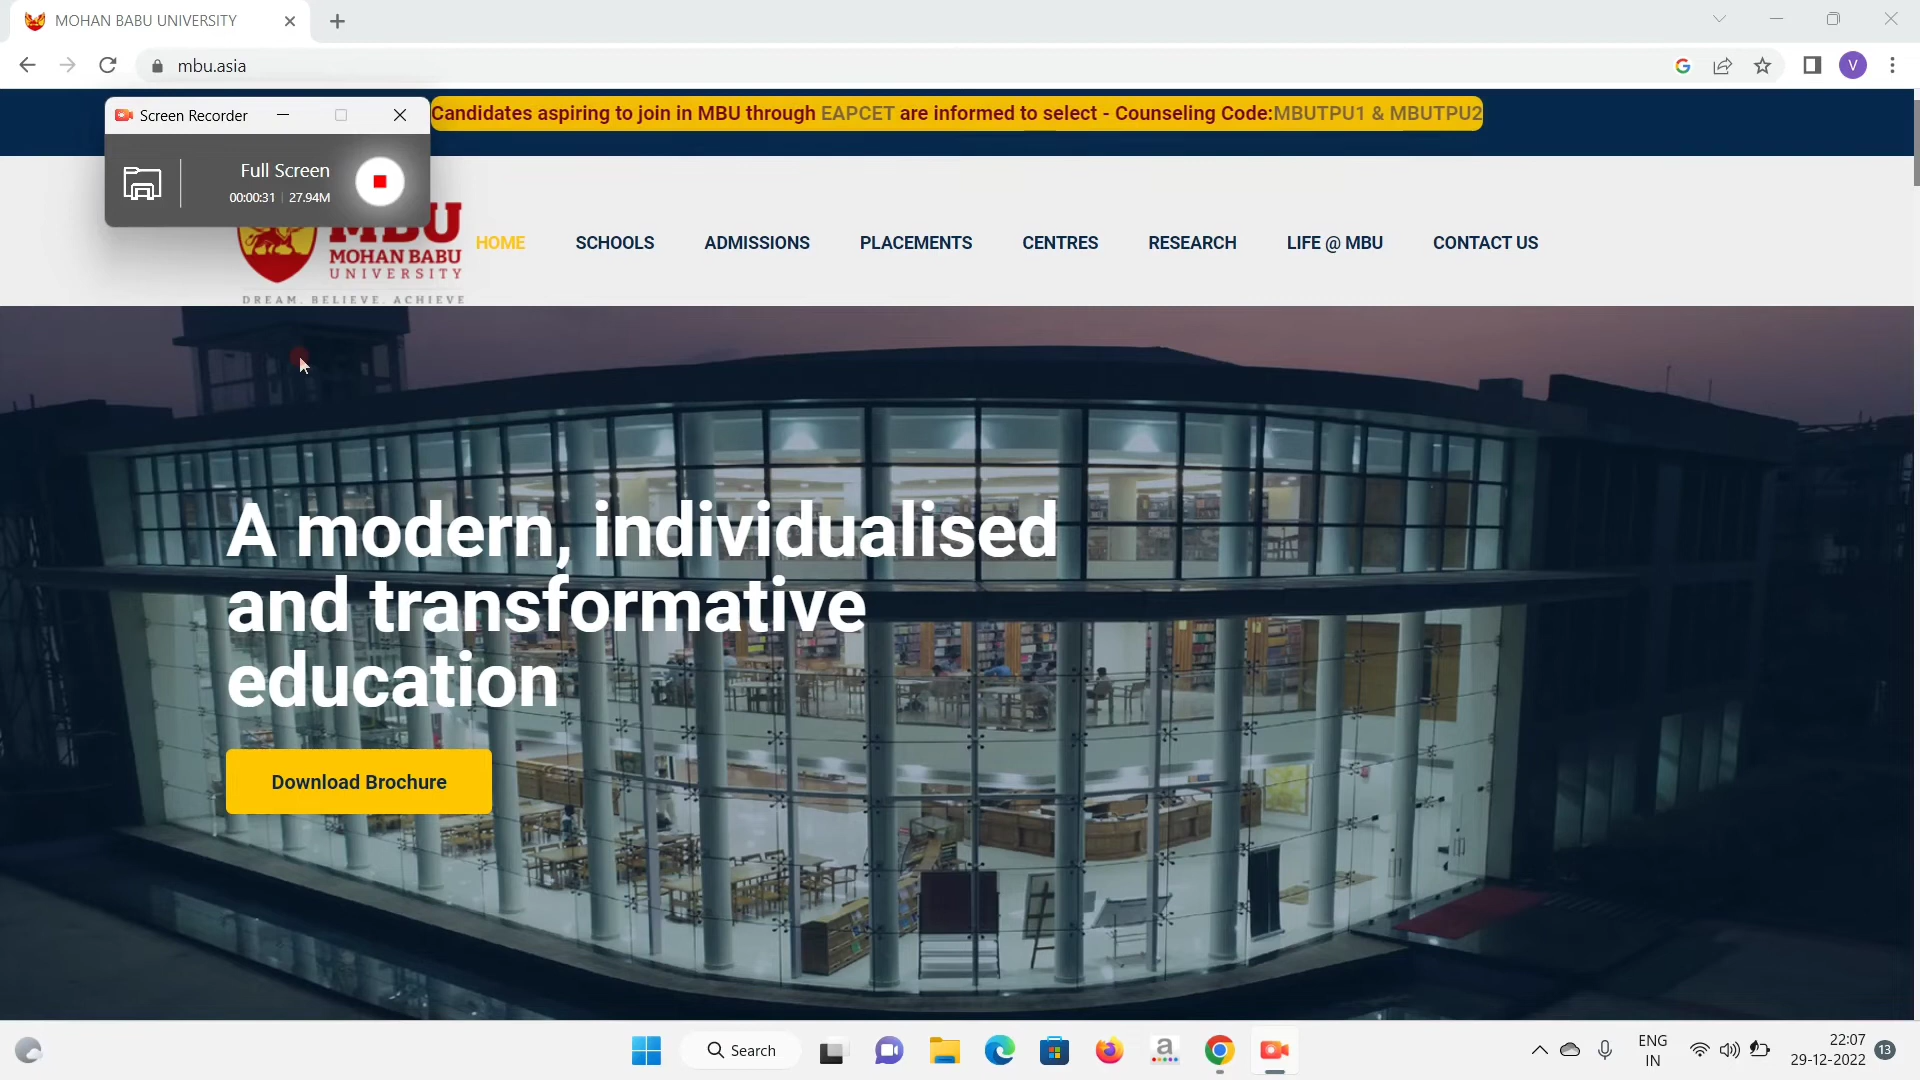 MOHAN BABU UNIVERSITY
mbu.asia
V
Screen Recorder
Full Screen
00:00:31 | 27.94M
Candidates aspiring to join in MBU through EAPCET are informed to select - Counseling Code:MBUTPU1 & MBUTPU2
MBU
MOHAN BABU
UNIVERSITY
DREAM. BELIEVE. ACHIEVE
HOME
SCHOOLS
ADMISSIONS
PLACEMENTS
CENTRES
RESEARCH
LIFE @ MBU
CONTACT US
A modern, individualised
and transformative
education
Download Brochure
Search
a
ENG
IN
22:07
29-12-2022
13